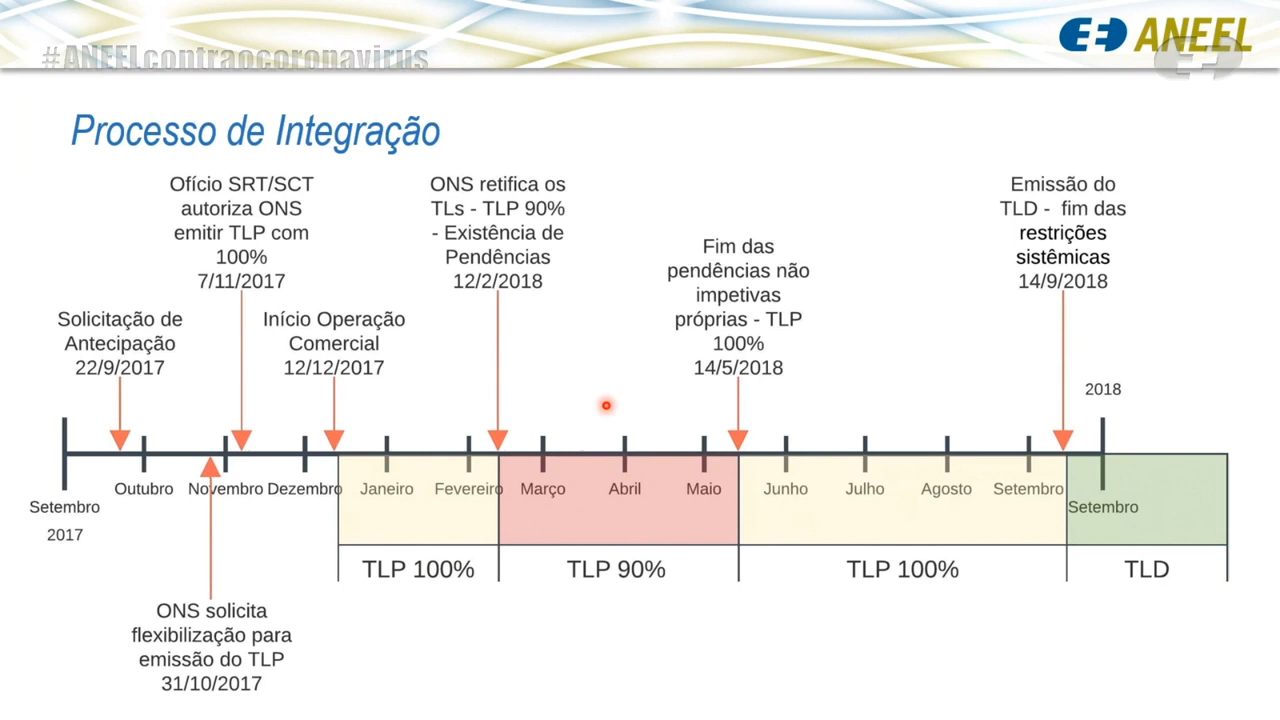 #ANEELcontraocoronavirus
ANEEL
Processo de Integração
Ofício SRT/SCT
autoriza ONS
emitir TLP com
100%
7/11/2017
ONS retifica os
TLs - TLP 90%
- Existência de
Pendências
12/2/2018
Emissão do
TLD - fim das
restrições
sistêmicas
14/9/2018
Fim das
pendências não
impetivas
próprias - TLP
100%
14/5/2018
Solicitação de
Antecipação
22/9/2017
Início Operação
Comercial
12/12/2017
2018
Outubro
Novembro
Dezembro
Janeiro
Fevereiro
Março
Abril
Maio
Junho
Julho
Agosto
Setembro
Setembro
2017
Setembro
TLP 100%
TLP 90%
TLP 100%
TLD
ONS solicita
flexibilização para
emissão do TLP
31/10/2017